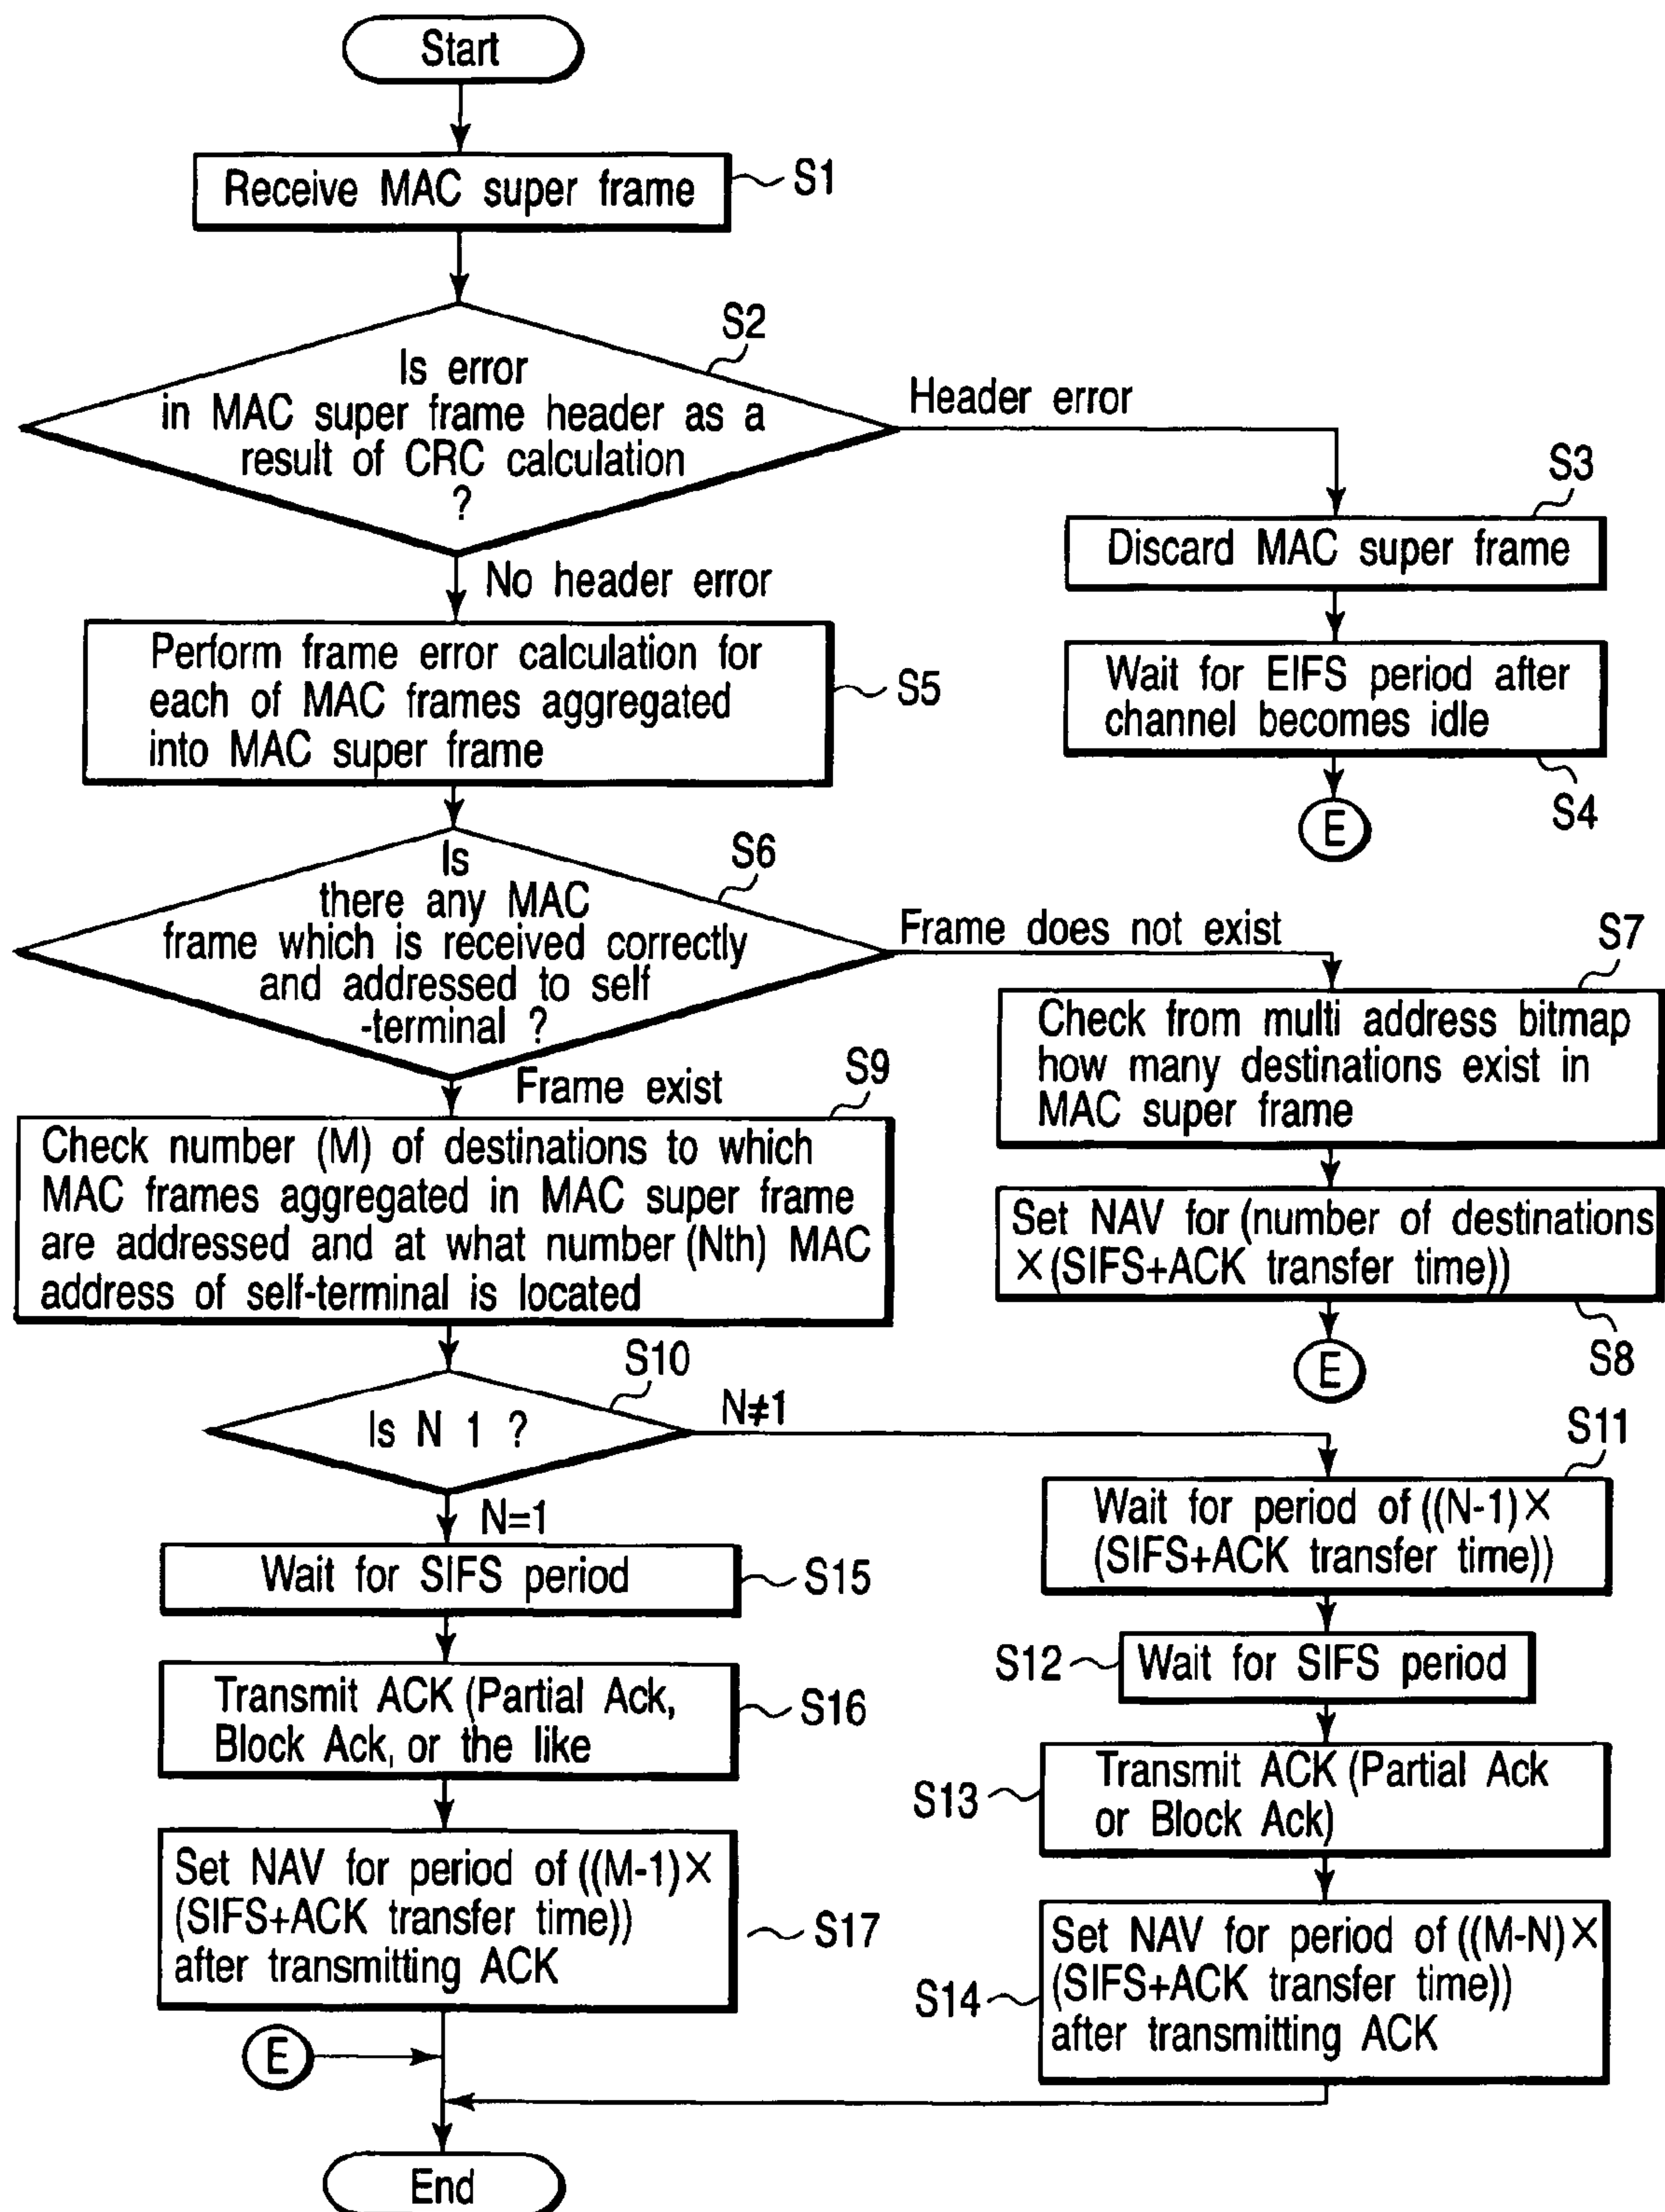 Start
Receive MAC super frame
S1
S2
Is error
in MAC super frame header as a
result of CRC calculation
?
Header error
S3
Discard MAC super frame
No header error
Wait for EIFS period after
channel becomes idle
S4
E
Perform frame error calculation for
each of MAC frames aggregated
into MAC super frame
S5
S6
Is
there any MAC
frame which is received correctly
and addressed to self
-terminal ?
Frame does not exist
S7
Check from multi address bitmap
how many destinations exist in
MAC super frame
Set NAV for (number of destinations
×(SIFS+ACK transfer time))
S8
E
Frame exist
S9
Check number (M) of destinations to which
MAC frames aggregated in MAC super frame
are addressed and at what number (Nth) MAC
address of self-terminal is located
S10
Is N 1 ?
N≠1
S11
Wait for period of ((N-1)×
(SIFS+ACK transfer time))
S12
Wait for SIFS period
S13
Transmit ACK (Partial Ack
or Block Ack)
S14
Set NAV for period of ((M-N)×
(SIFS+ACK transfer time))
after transmitting ACK
N=1
Wait for SIFS period
S15
Transmit ACK (Partial Ack,
Block Ack, or the like
S16
Set NAV for period of ((M-1)×
(SIFS+ACK transfer time))
after transmitting ACK
S17
E
End